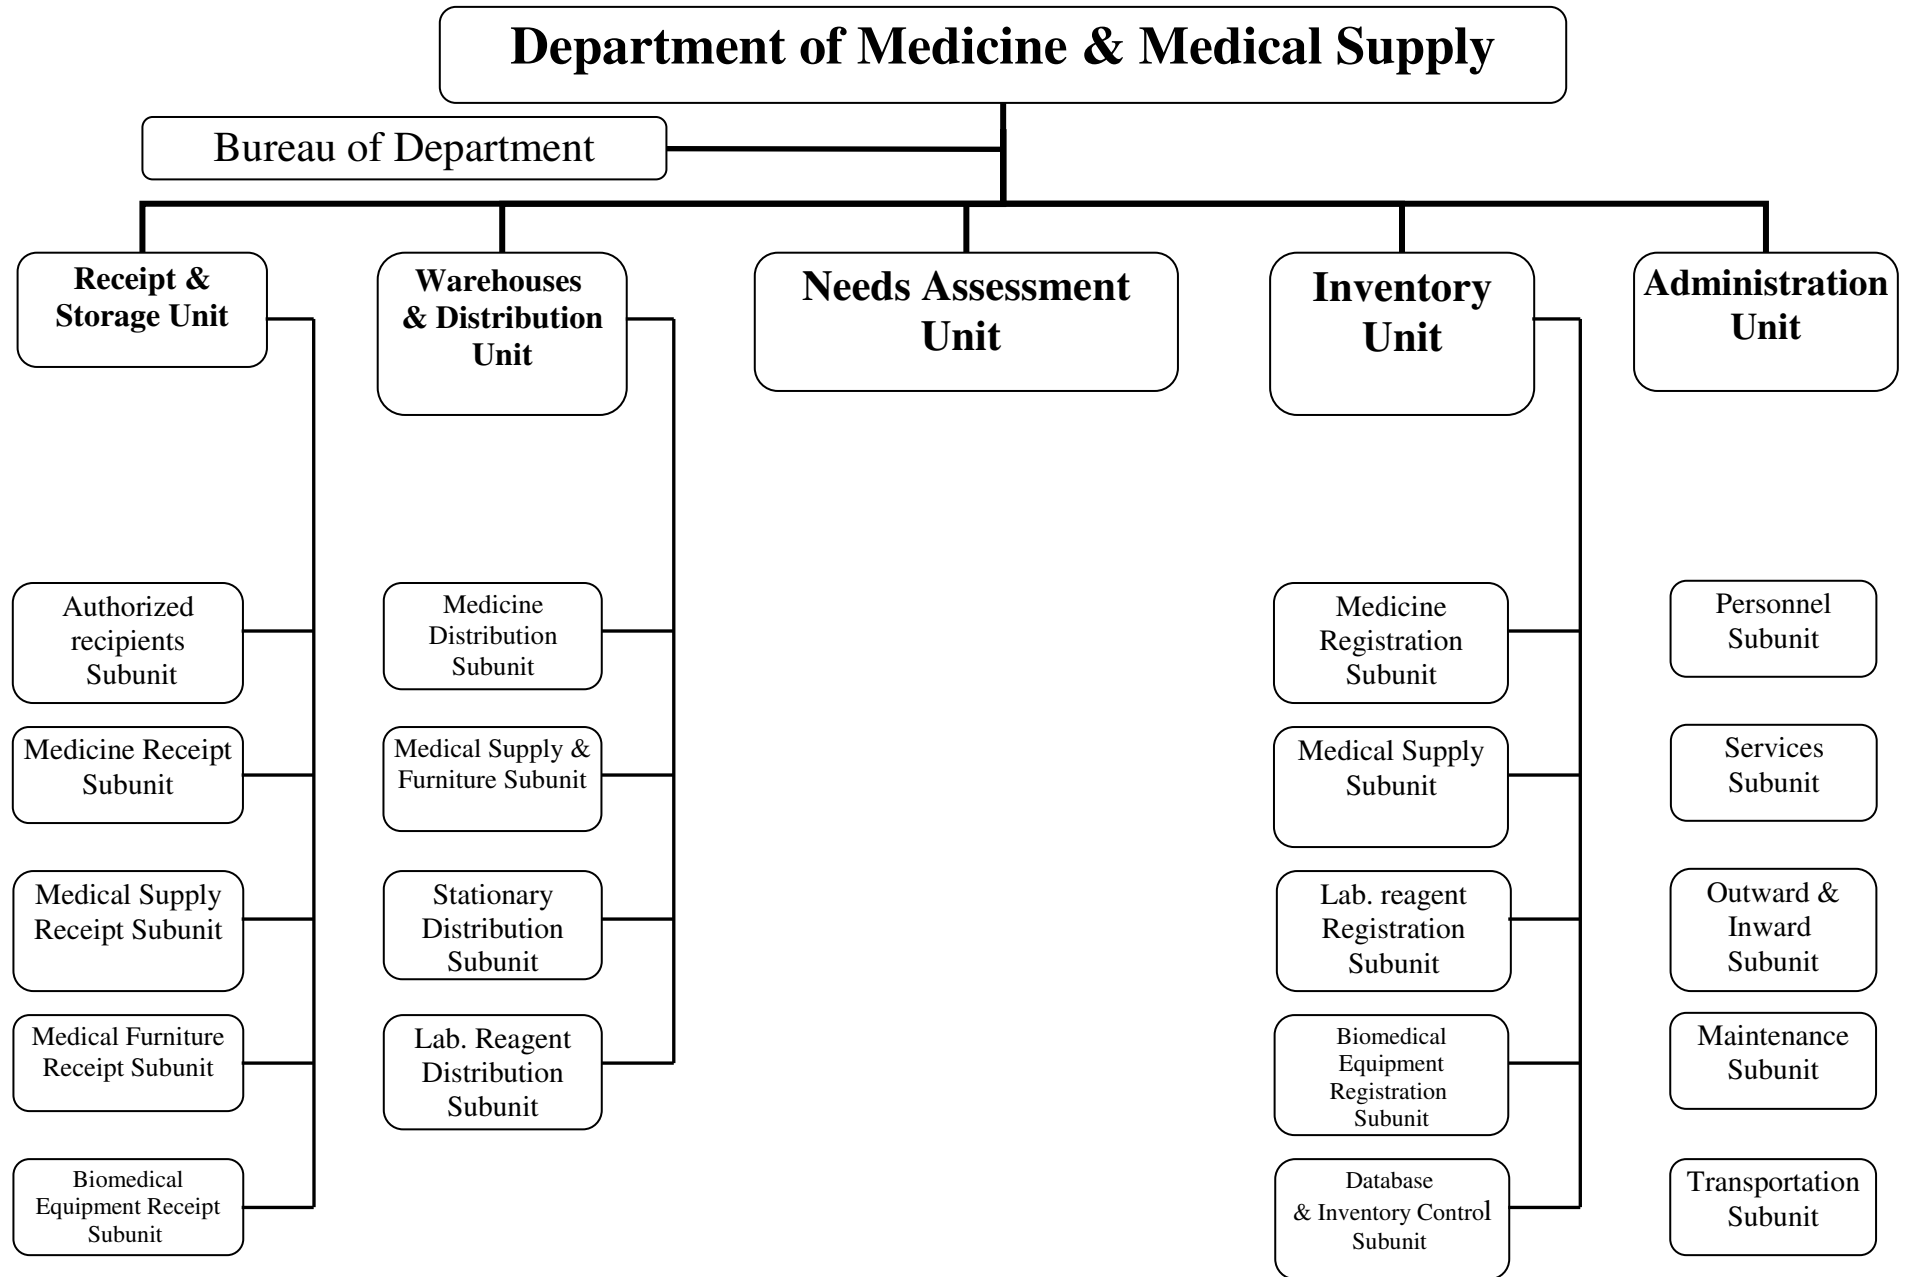 Department of Medicine & Medical Supply
Bureau of Department
Receipt &
Storage Unit
Warehouses
& Distribution
Unit
Needs Assessment
Unit
Inventory
Unit
Administration
Unit
Authorized
recipients
Subunit
Medicine Receipt
Subunit
Medical Supply
Receipt Subunit
Medical Furniture
Receipt Subunit
Biomedical
Equipment Receipt
Subunit
Medicine
Distribution
Subunit
Medical Supply &
Furniture Subunit
Stationary
Distribution
Subunit
Lab. Reagent
Distribution
Subunit
Medicine
Registration
Subunit
Medical Supply
Subunit
Lab. reagent
Registration
Subunit
Biomedical
Equipment
Registration
Subunit
Database
& Inventory Control
Subunit
Personnel
Subunit
Services
Subunit
Outward &
Inward
Subunit
Maintenance
Subunit
Transportation
Subunit